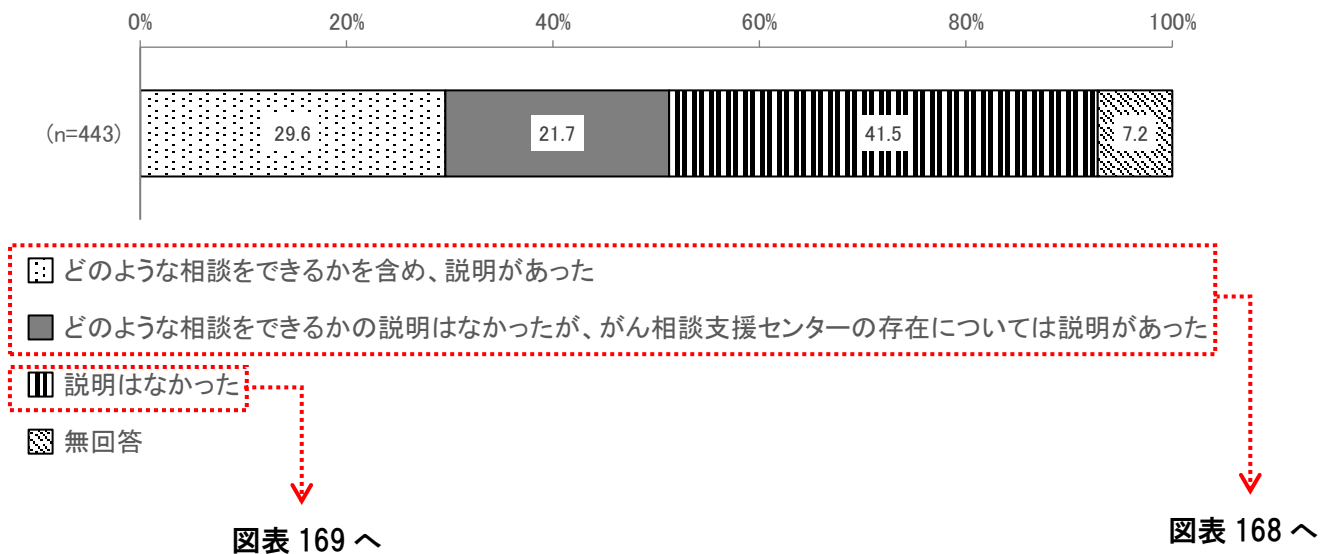 0% 20% 40% 60% 80% 100%
(n=443) 29.6 21.7 41.5 7.2
どのような相談をできるかを含め、説明があった
どのような相談をできるかの説明はなかったが、がん相談支援センターの存在については説明があった
説明はなかった
無回答
図表 169 へ
図表 168 へ